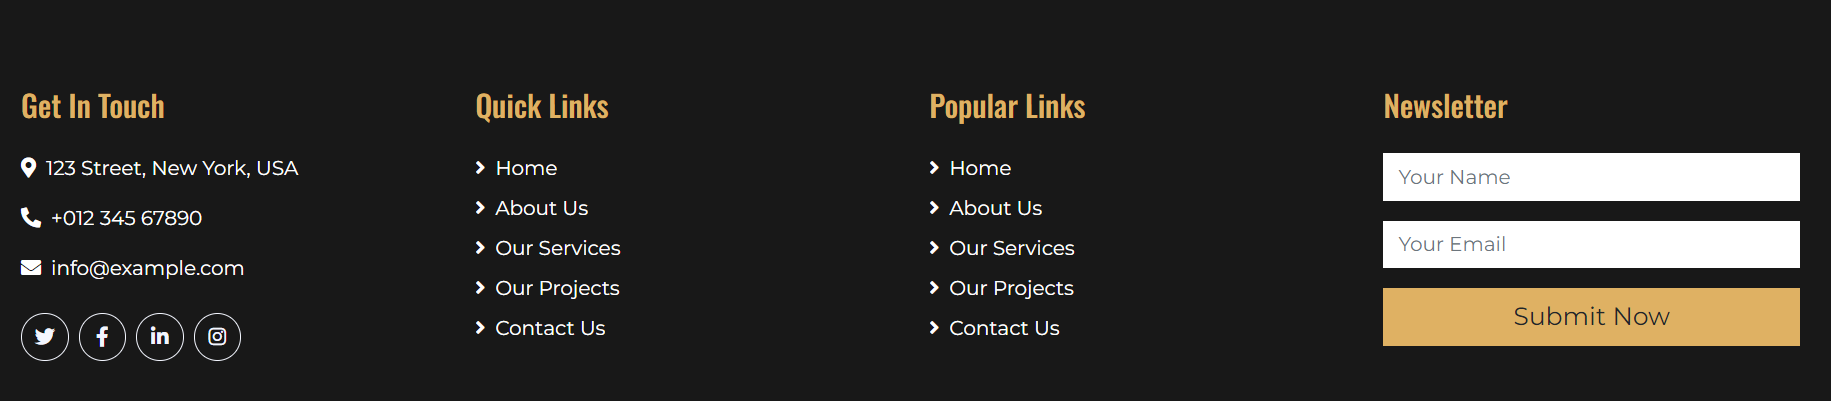 Get In Touch
123 Street, New York, USA
+012 345 67890
info@example.com
Quick Links
Home
About Us
Our Services
Our Projects
Contact Us
Popular Links
Home
About Us
Our Services
Our Projects
Contact Us
Newsletter
Your Name
Your Email
Submit Now